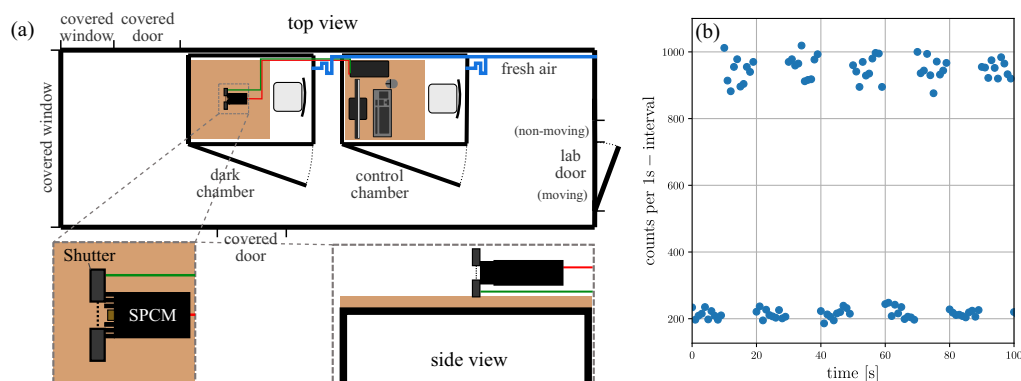 (a)
covered
window
covered
door
top view
fresh air
covered window
(non-moving)
lab
door
(moving)
dark
chamber
control
chamber
covered
door
Shutter
SPCM
side view
(b)
counts per 1s − interval
1000
800
600
400
200
0
20
40
60
80
100
time [s]